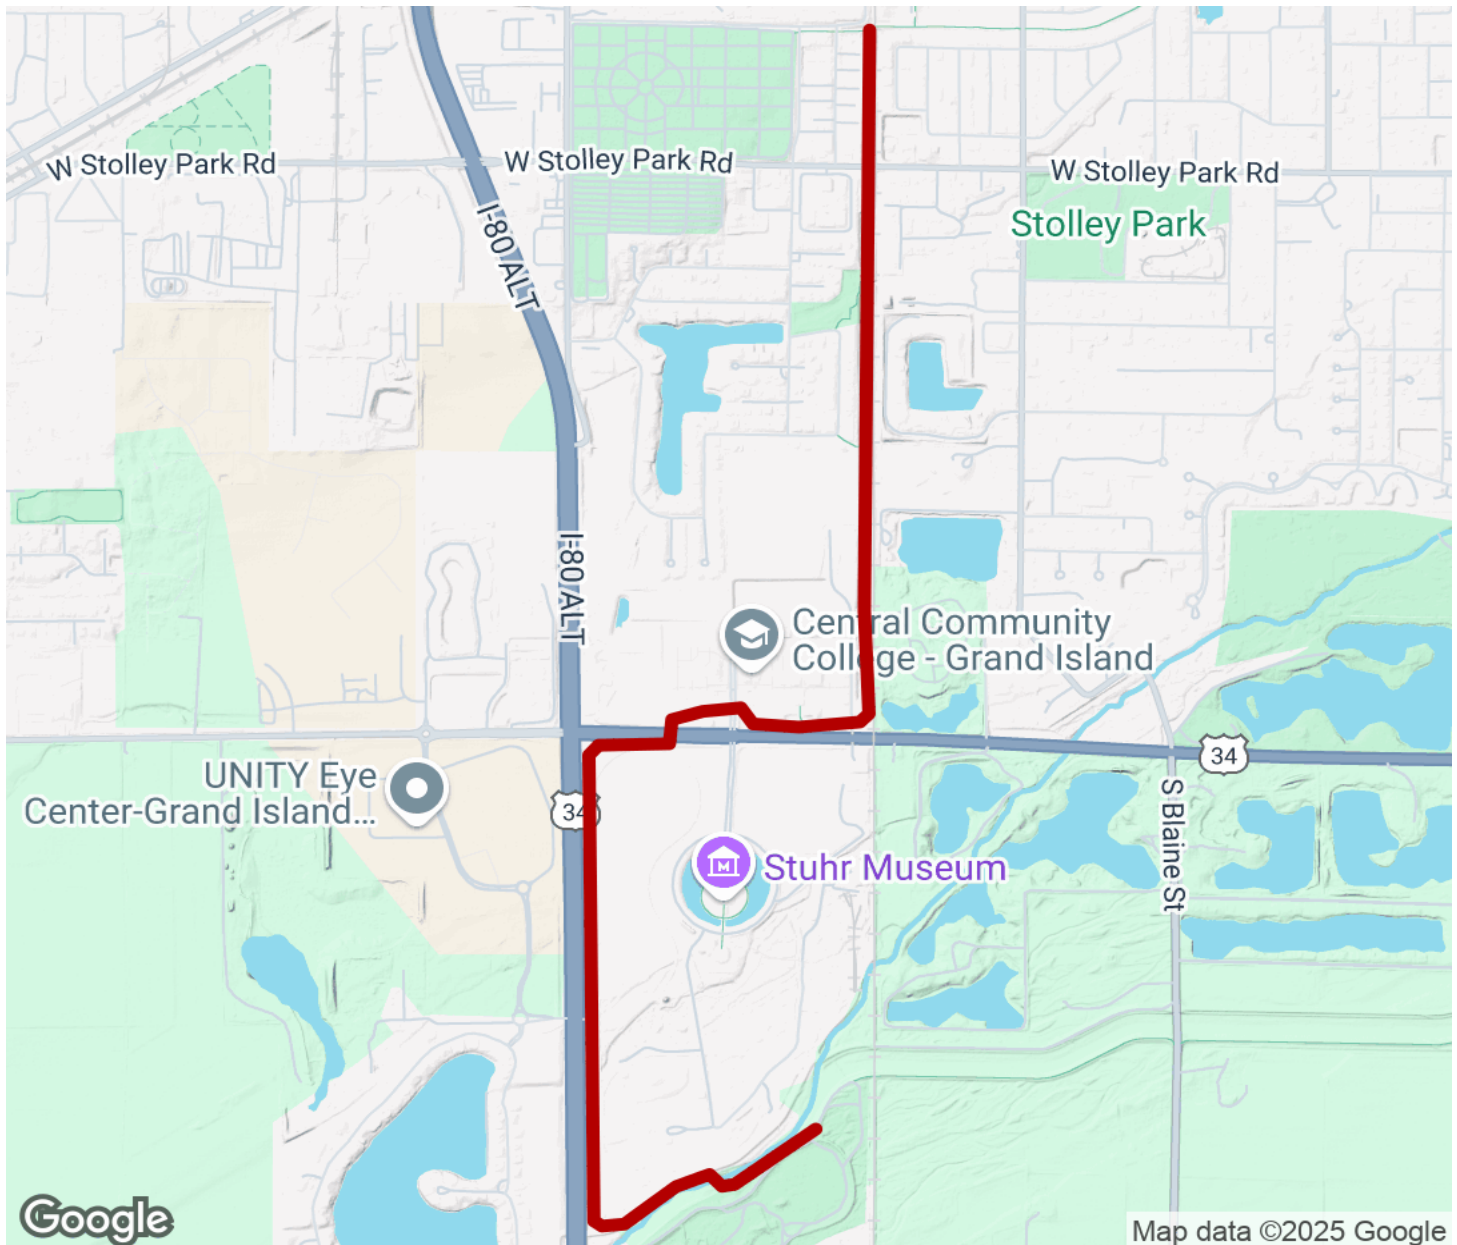 W Stolley Park Rd
W Stolley Park Rd
W Stolley Park Rd
Stolley Park
I-80 ALT
I-80 ALT
Central Community
College - Grand Island
34
UNITY Eye
Center-Grand Island...
34
S Blaine St
M
Stuhr Museum
Google
Map data ©2025 Google